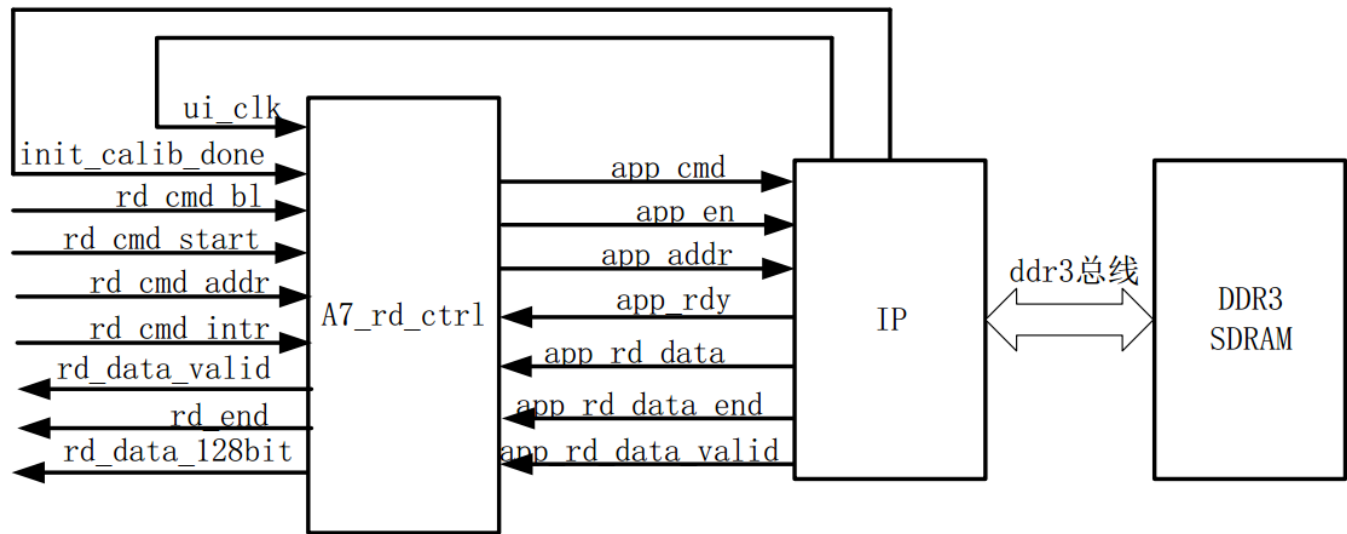 ui_clk
init_calib_done
rd_cmd_bl
rd_cmd_start
rd_cmd_addr
rd_cmd_intr
rd_data_valid
rd_end
rd_data_128bit
A7_rd_ctrl
app_cmd
app_en
app_addr
app_rdy
app_rd_data
app_rd_data_end
app_rd_data_valid
IP
ddr3总线
DDR3
SDRAM